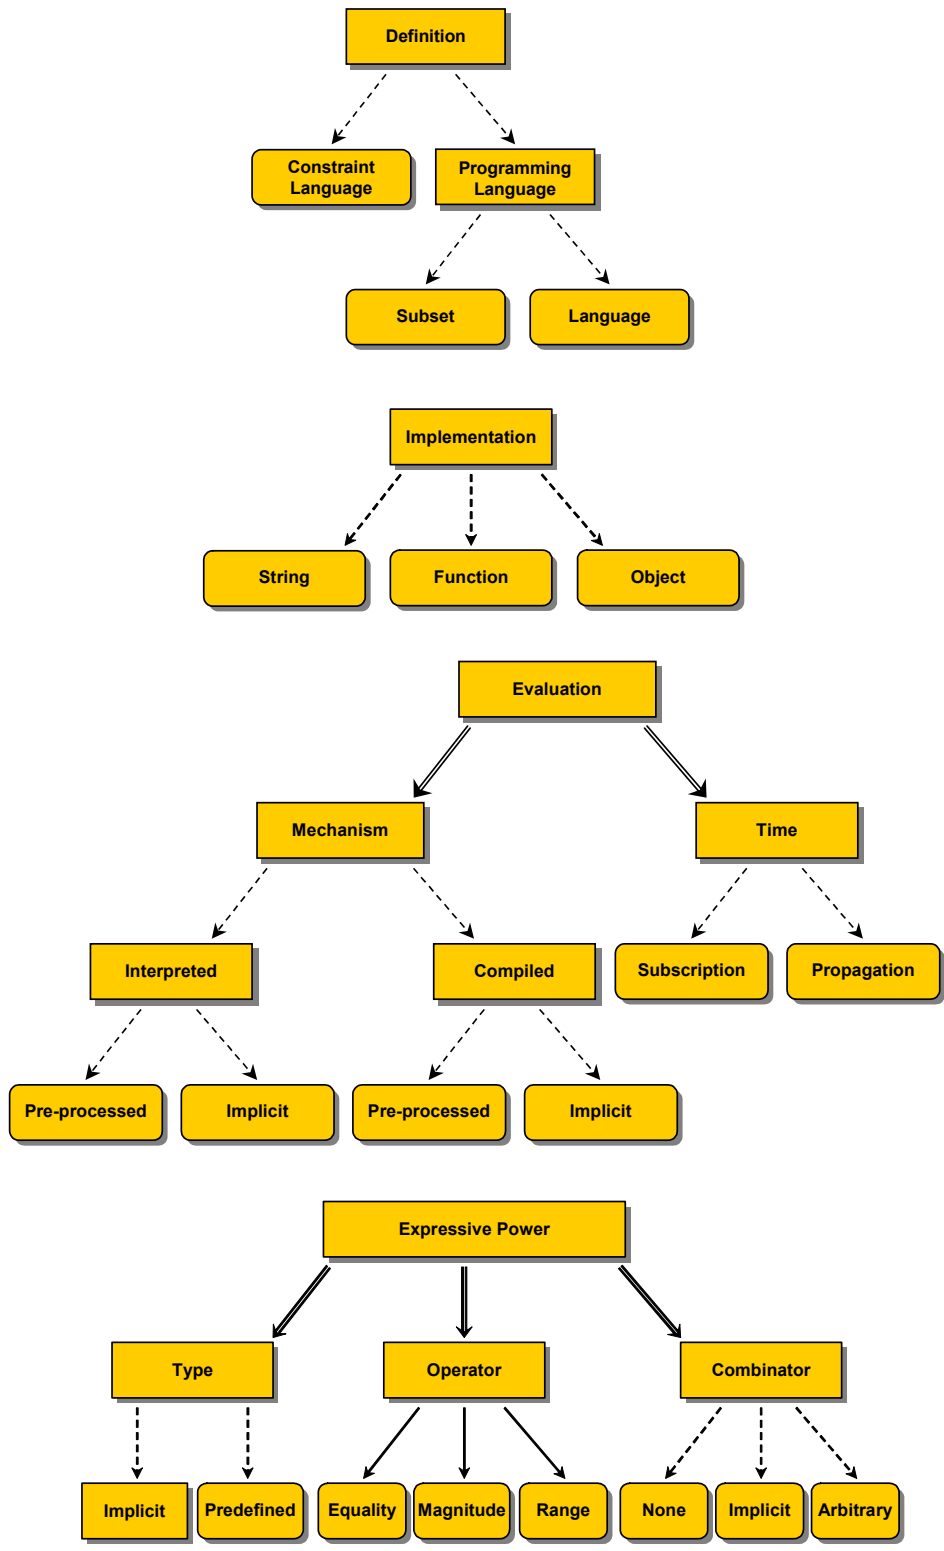 Definition
Constraint
Language
Programming
Language
Subset
Language
Implementation
String
Function
Object
Evaluation
Mechanism
Time
Interpreted
Compiled
Subscription
Propagation
Pre-processed
Implicit
Pre-processed
Implicit
Expressive Power
Type
Operator
Combinator
Implicit
Predefined
Equality
Magnitude
Range
None
Implicit
Arbitrary